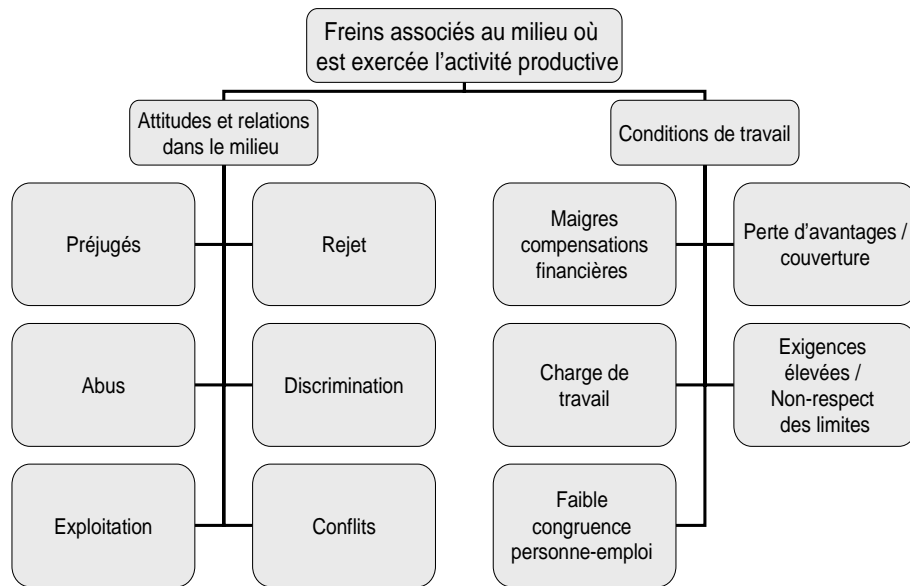 Freins associés au milieu où
est exercée l'activité productive
Attitudes et relations
dans le milieu
Conditions de travail
Préjugés
Rejet
Maigres
compensations
financières
Perte d'avantages /
couverture
Abus
Discrimination
Charge de
travail
Exigences
élevées /
Non-respect
des limites
Exploitation
Conflits
Faible
congruence
personne-emploi